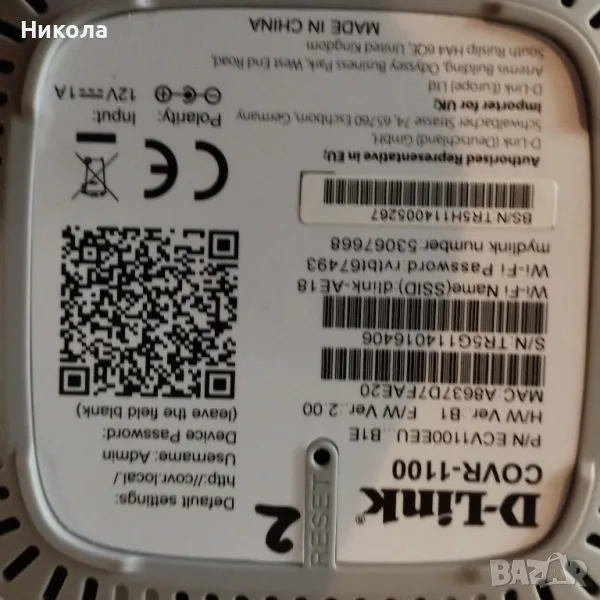 Никола
D-Link®
COVR-1100
P/N ECV1100EEU...B1E
H/W Ver.:B1 F/W Ver.:2.00
MAC:A8637D7FAE20
S/N:TR5G114016406
Wi-Fi Name(SSID):dlink-AE18
Wi-Fi Password:rvtbt67493
mydlink number:53067668
BS/N:TR5H114005267
Authorised Representative in EU:
D-Link (Deutschland) GmbH,
Schwalbacher Strasse 74, 65760 Eschborn, Germany
Importer for UK:
D-Link (Europe) Ltd
Artemis Building, Odyssey Business Park, West End Road,
South Ruislip HA4 6QE, United Kingdom
MADE IN CHINA
RESET
2
Default settings:
http://covr.local./
Username: Admin
Device Password:
(leave the field blank)
CE
Input:
12V 1A
Polarity:
BAZAR